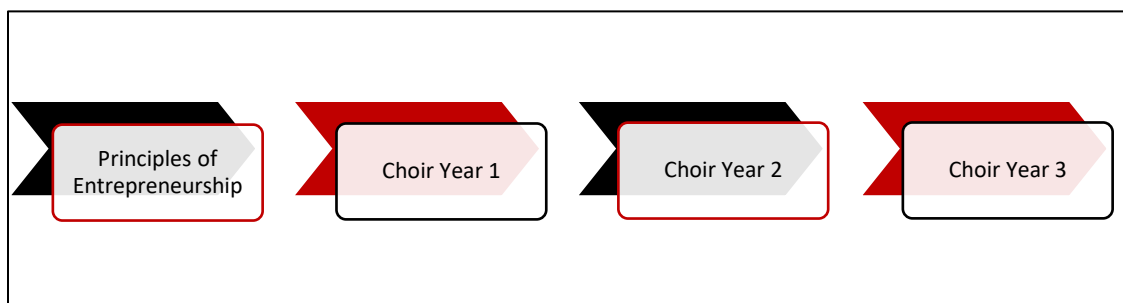 Principles of
Entrepreneurship
Choir Year 1
Choir Year 2
Choir Year 3